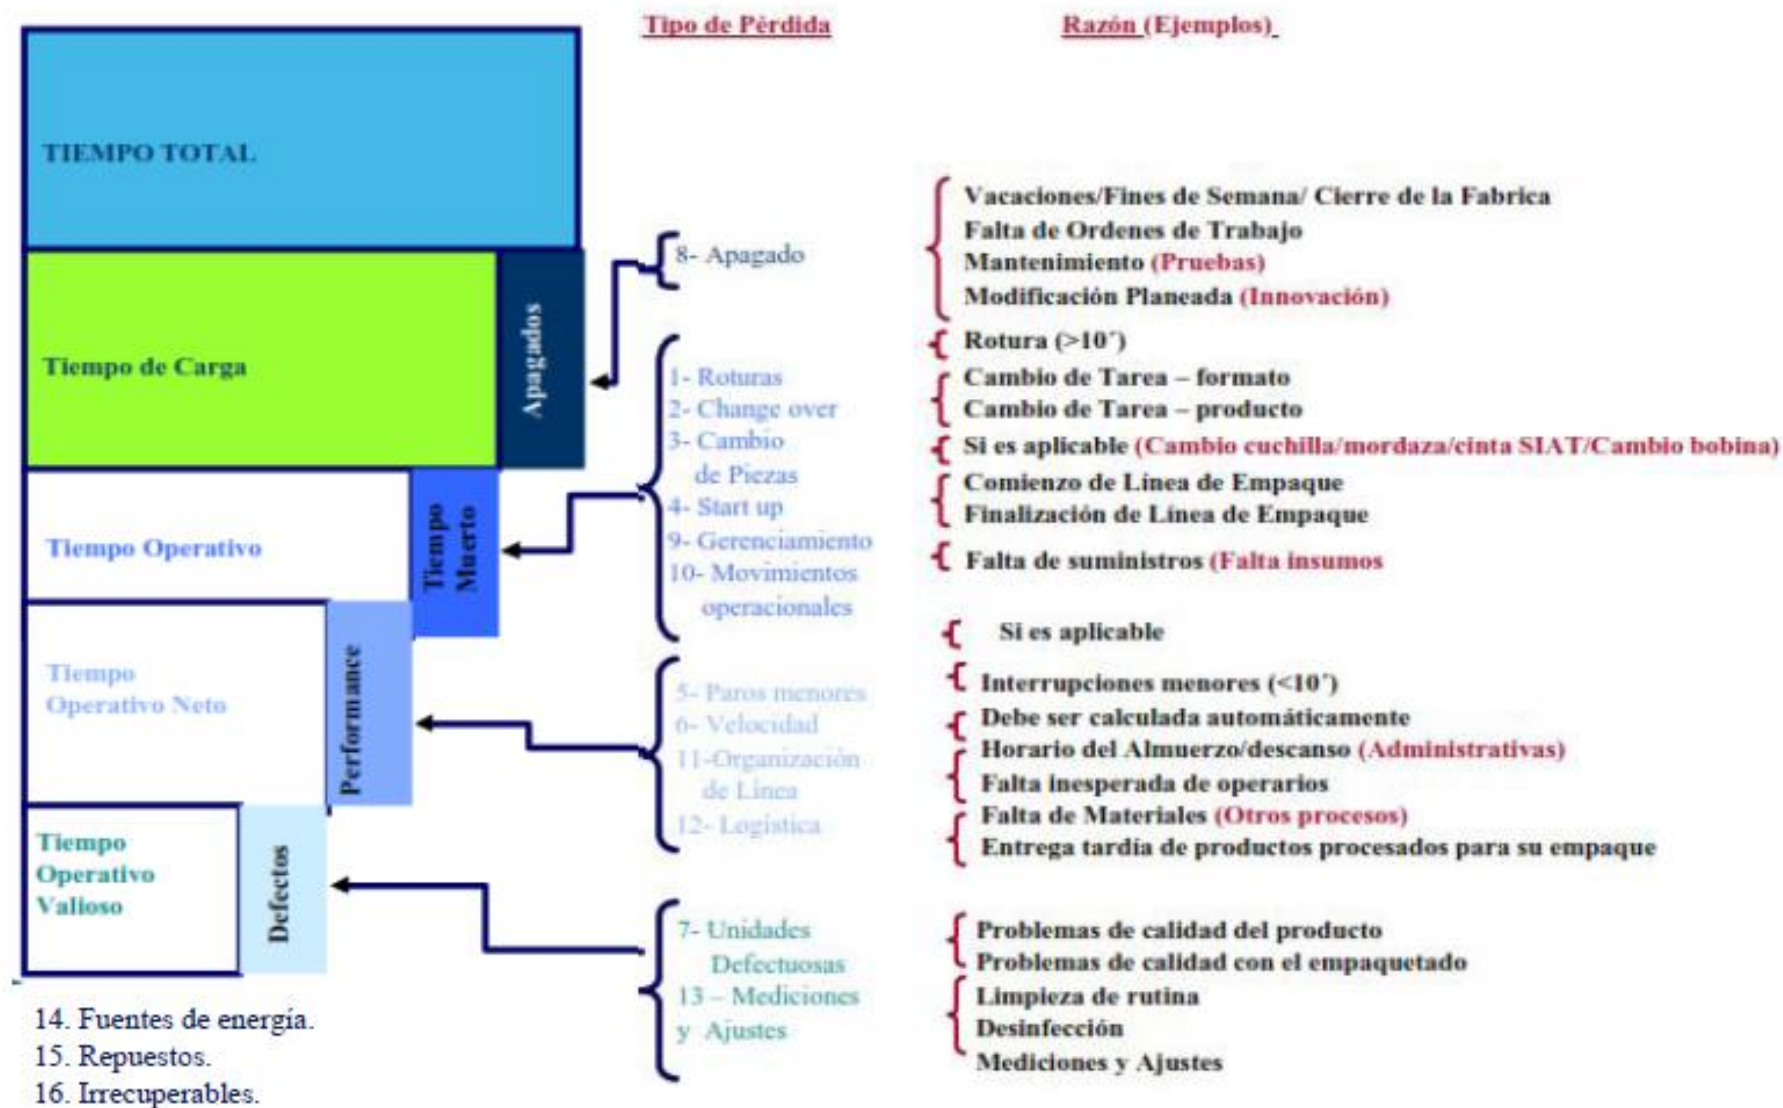 Tipo de Pérdida
Razón (Ejemplos)
TIEMPO TOTAL
Tiempo de Carga
Apagados
Tiempo Operativo
Tiempo
Muerto
Tiempo
Operativo Neto
Performance
Tiempo
Operativo
Valioso
Defectos
14. Fuentes de energía.
15. Repuestos.
16. Irrecuperables.
8- Apagado
1- Roturas
2- Change over
3- Cambio
de Piezas
4- Start up
9- Gerenciamiento
10- Movimientos
operacionales
5- Paros menores
6- Velocidad
11-Organización
de Línea
12- Logística
7- Unidades
Defectuosas
13 – Mediciones
y Ajustes
Vacaciones/Fines de Semana/ Cierre de la Fabrica
Falta de Ordenes de Trabajo
Mantenimiento (Pruebas)
Modificación Planeada (Innovación)
Rotura (>10´)
Cambio de Tarea – formato
Cambio de Tarea – producto
Si es aplicable (Cambio cuchilla/mordaza/cinta SIAT/Cambio bobina)
Comienzo de Línea de Empaque
Finalización de Línea de Empaque
Falta de suministros (Falta insumos
Si es aplicable
Interrupciones menores (<10´)
Debe ser calculada automáticamente
Horario del Almuerzo/descanso (Administrativas)
Falta inesperada de operarios
Falta de Materiales (Otros procesos)
Entrega tardía de productos procesados para su empaque
Problemas de calidad del producto
Problemas de calidad con el empaquetado
Limpieza de rutina
Desinfección
Mediciones y Ajustes